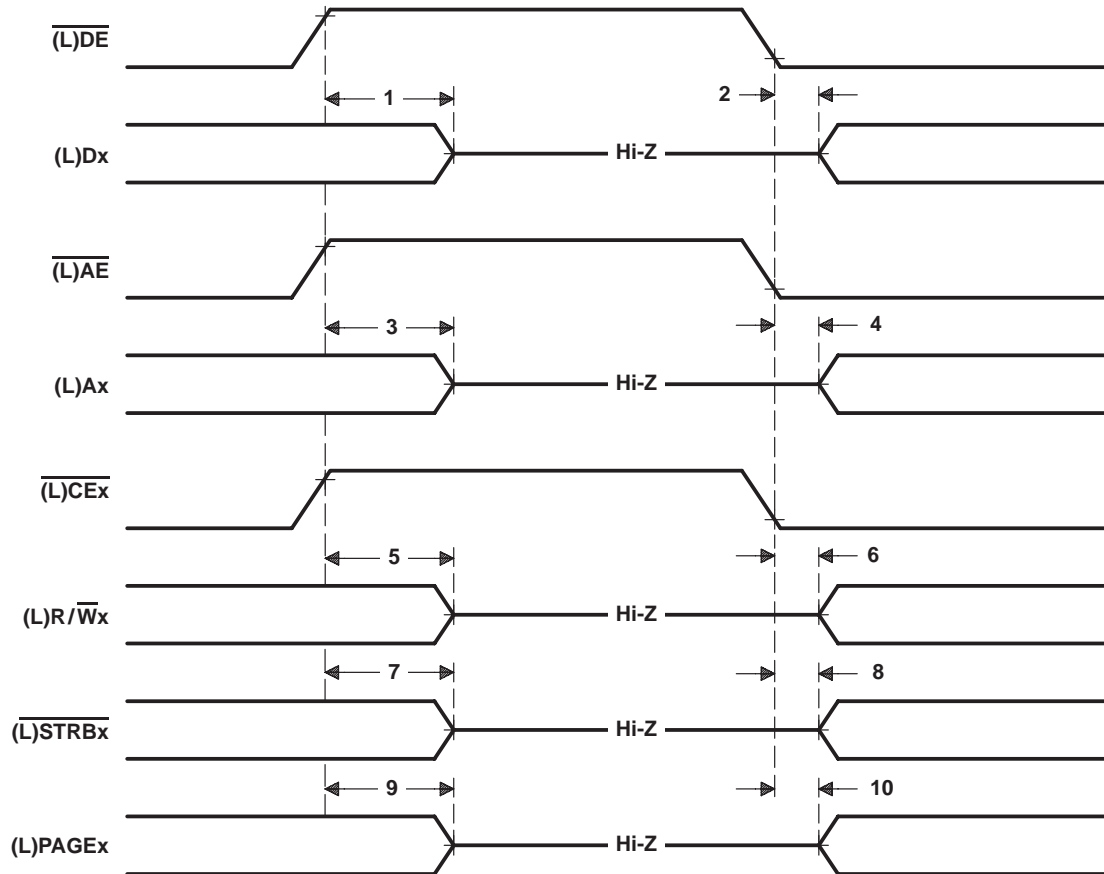 (L)DE
1
2
(L)Dx
Hi-Z
(L)AE
3
4
(L)Ax
Hi-Z
(L)CEx
5
6
(L)R/W̅x
Hi-Z
7
8
(L)STRBx
Hi-Z
9
10
(L)PAGEx
Hi-Z